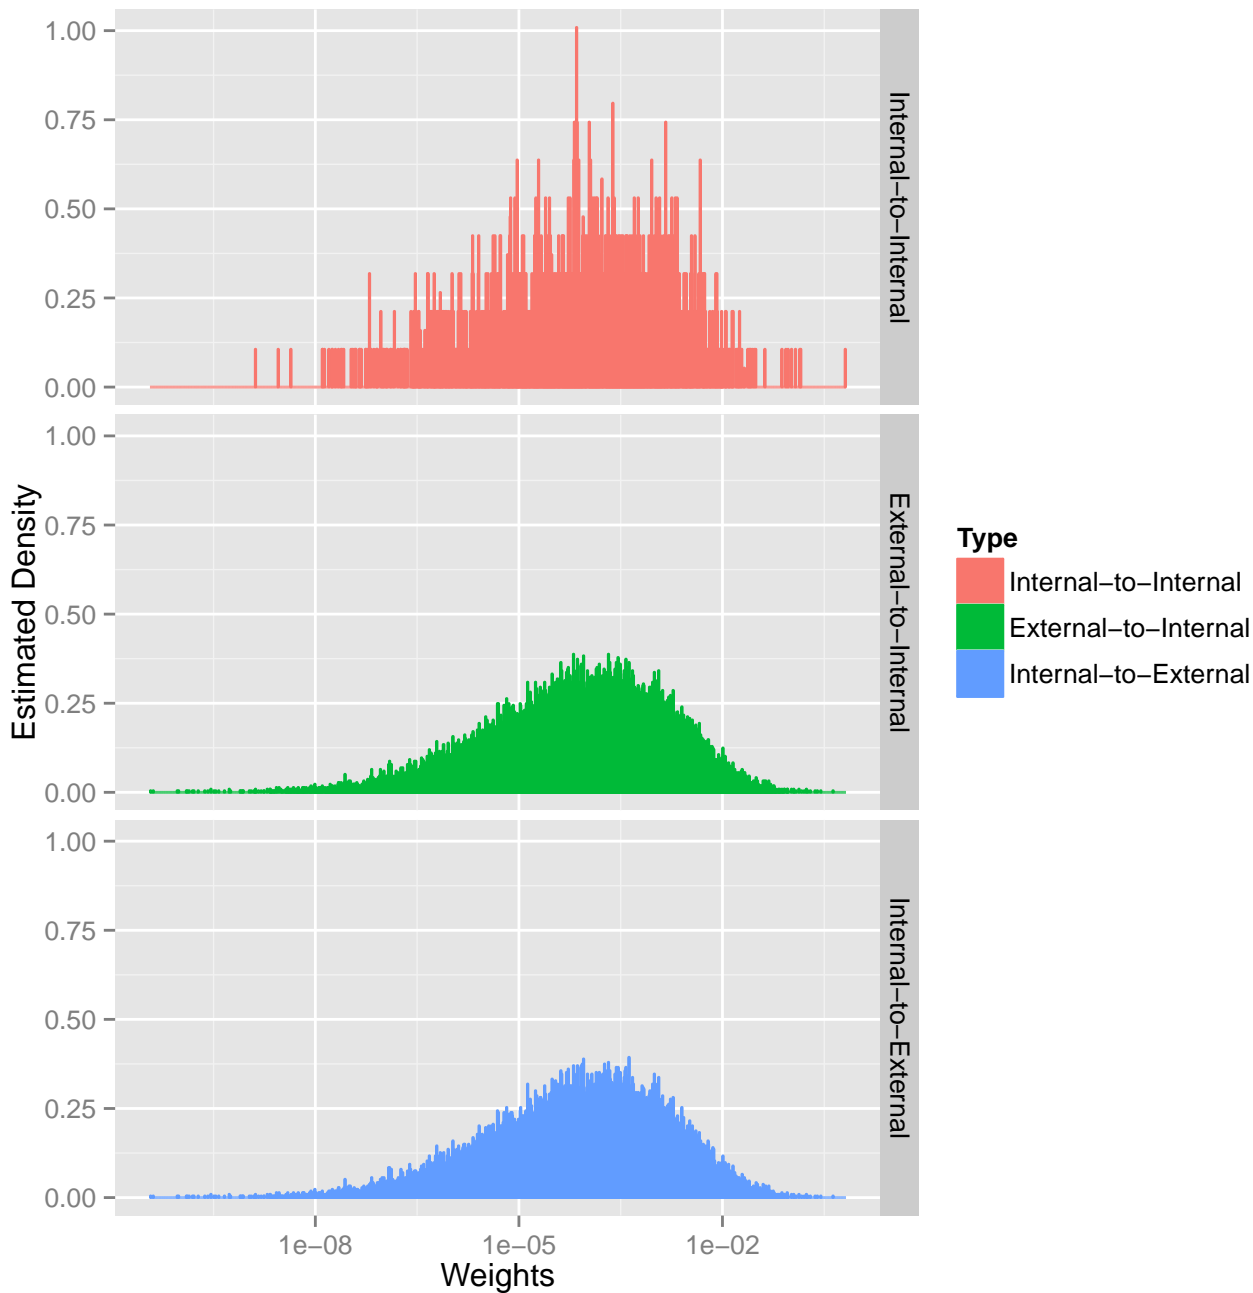 1.00
0.75
0.50
0.25
0.00
Internal−to−Internal
1.00
0.75
0.50
0.25
0.00
External−to−Internal
1.00
0.75
0.50
0.25
0.00
Internal−to−External
Estimated Density
1e−08
1e−05
1e−02
Weights
Type
Internal−to−Internal
External−to−Internal
Internal−to−External